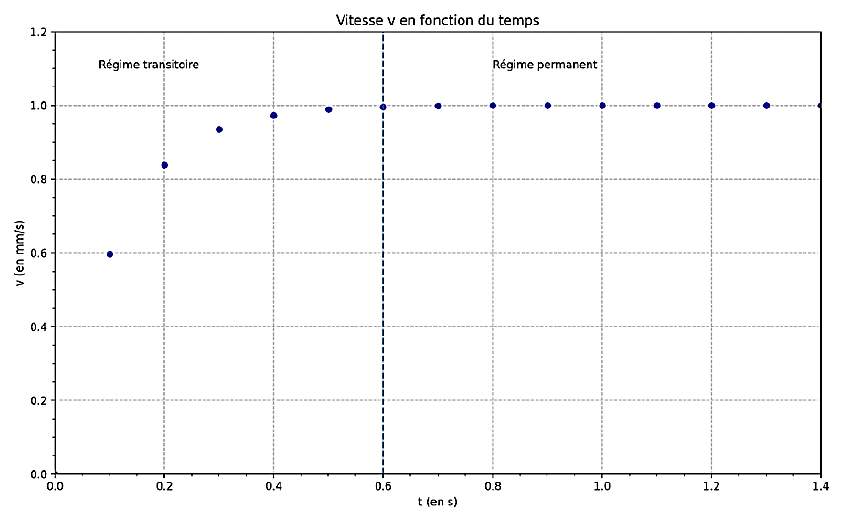 Vitesse v en fonction du temps
1.2
Régime transitoire
Régime permanent
1.0
0.8
0.6
0.4
0.2
0.0
v (en mm/s)
0.0 0.2 0.4 0.6 0.8 1.0 1.2 1.4
t (en s)